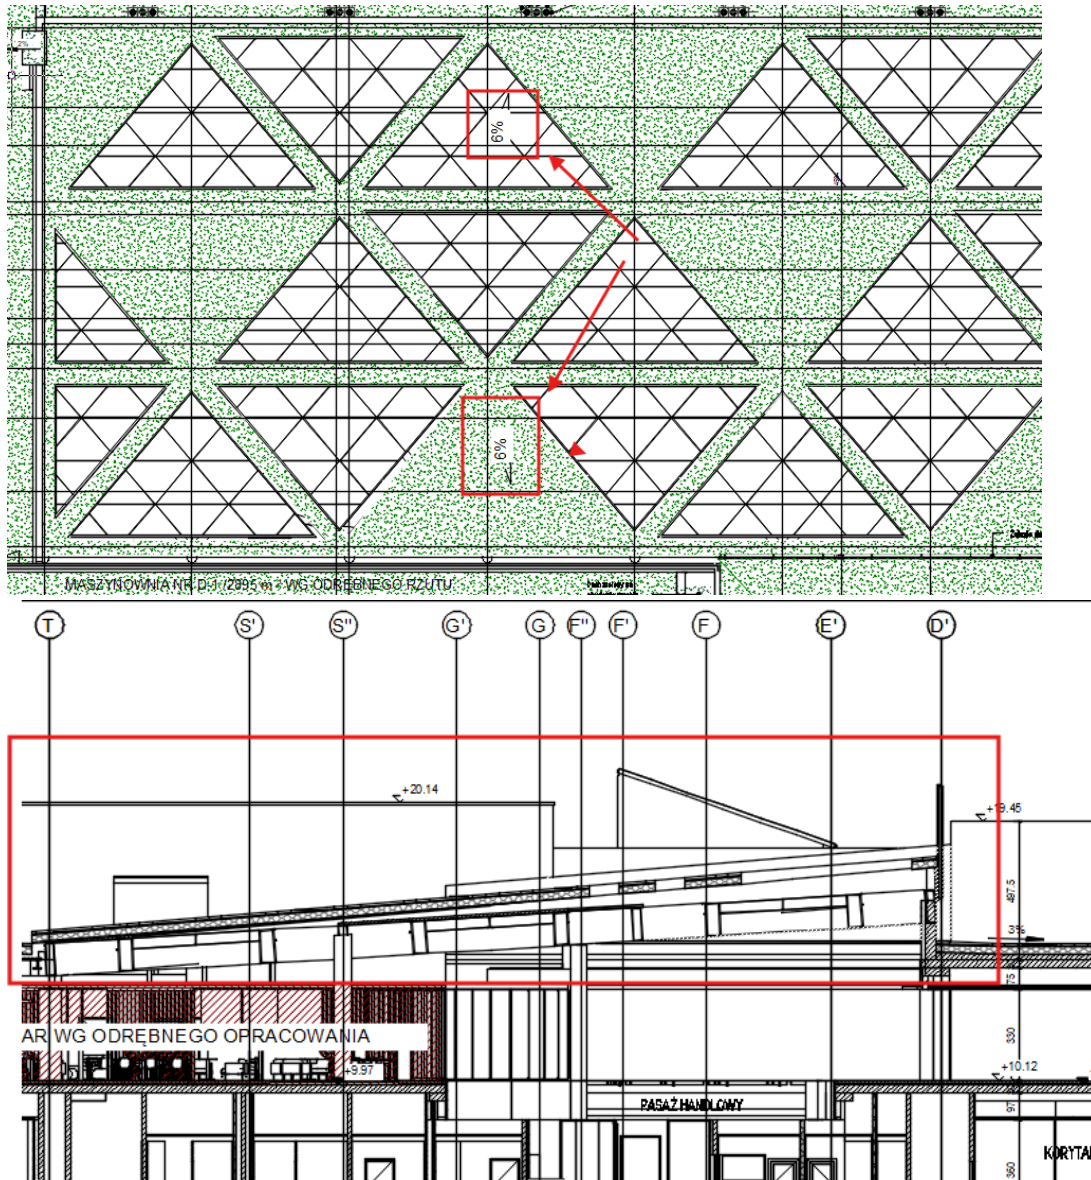 2%
6%
6%
MASZYNOWNIA NR D-1 /2895 m - WG ODRĘBNEGO RZUTU
T S' S" G' G F" F' F E' D'
+20.14
+19.45
497.5
3%
75
AR WG ODRĘBNEGO OPRACOWANIA
330
+9.97
+10.12
97
PASAŻ HANDLOWY
360
KORYTA